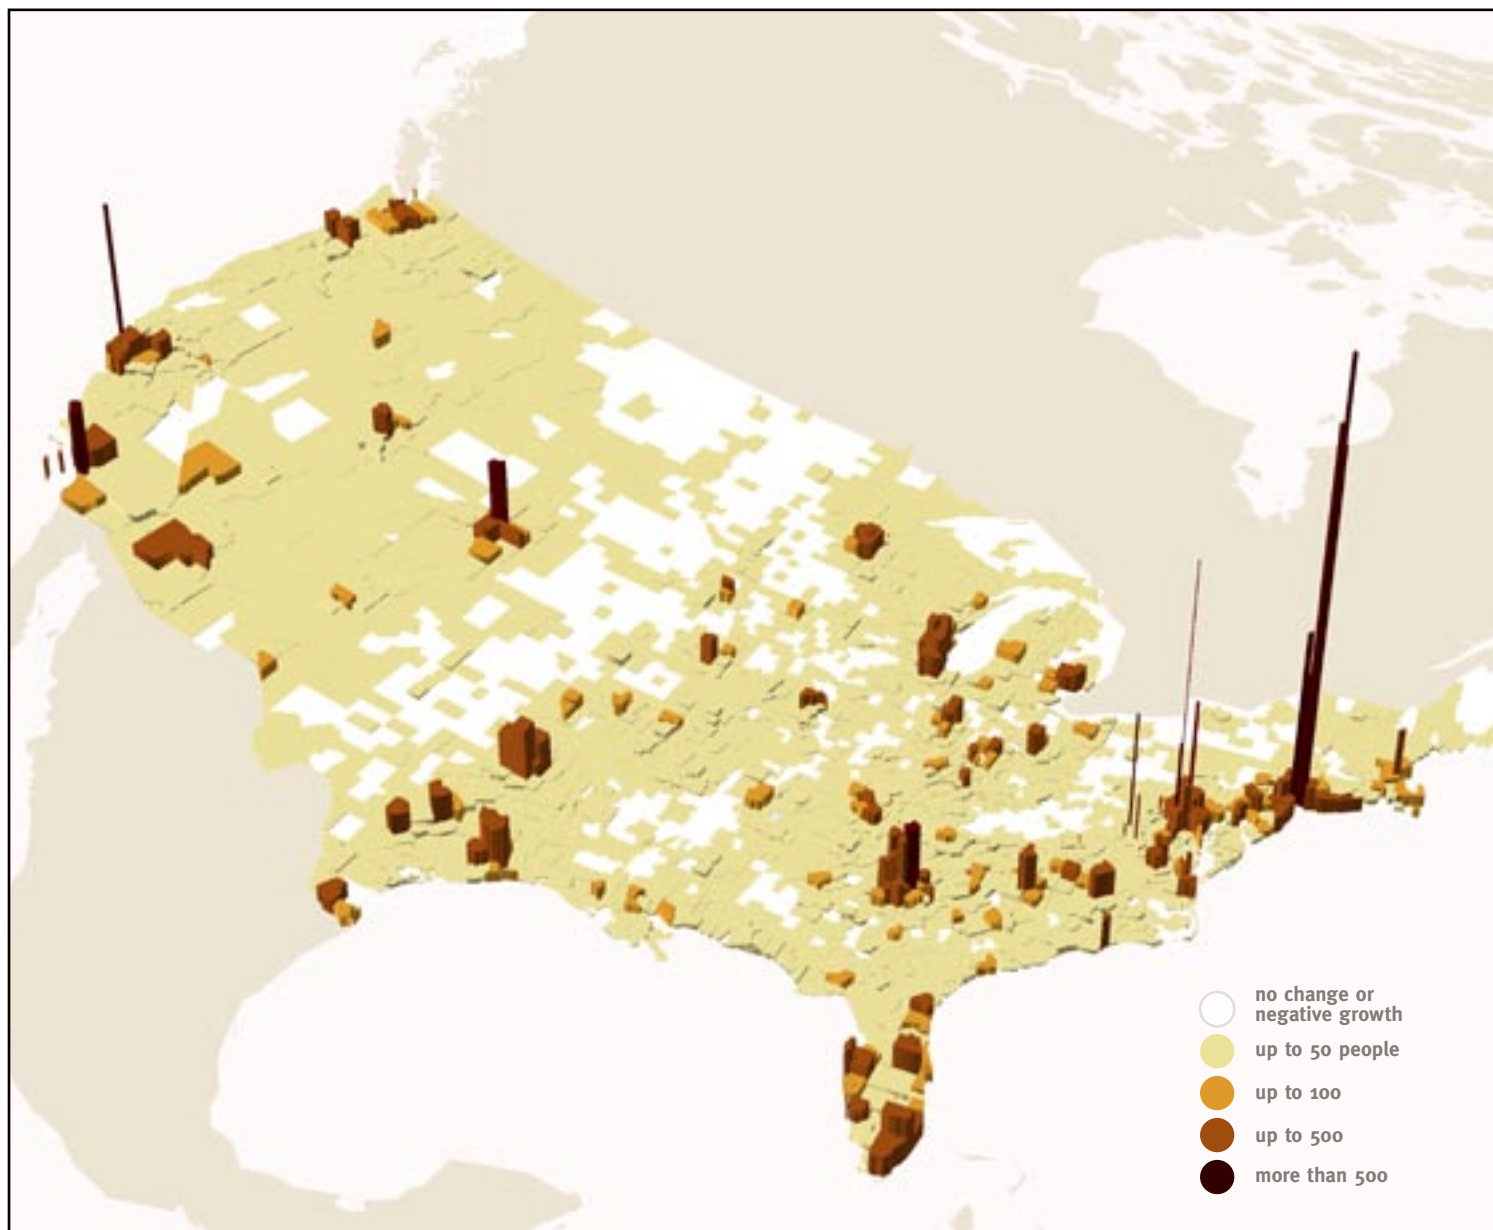 no change or
negative growth
up to 50 people
up to 100
up to 500
more than 500